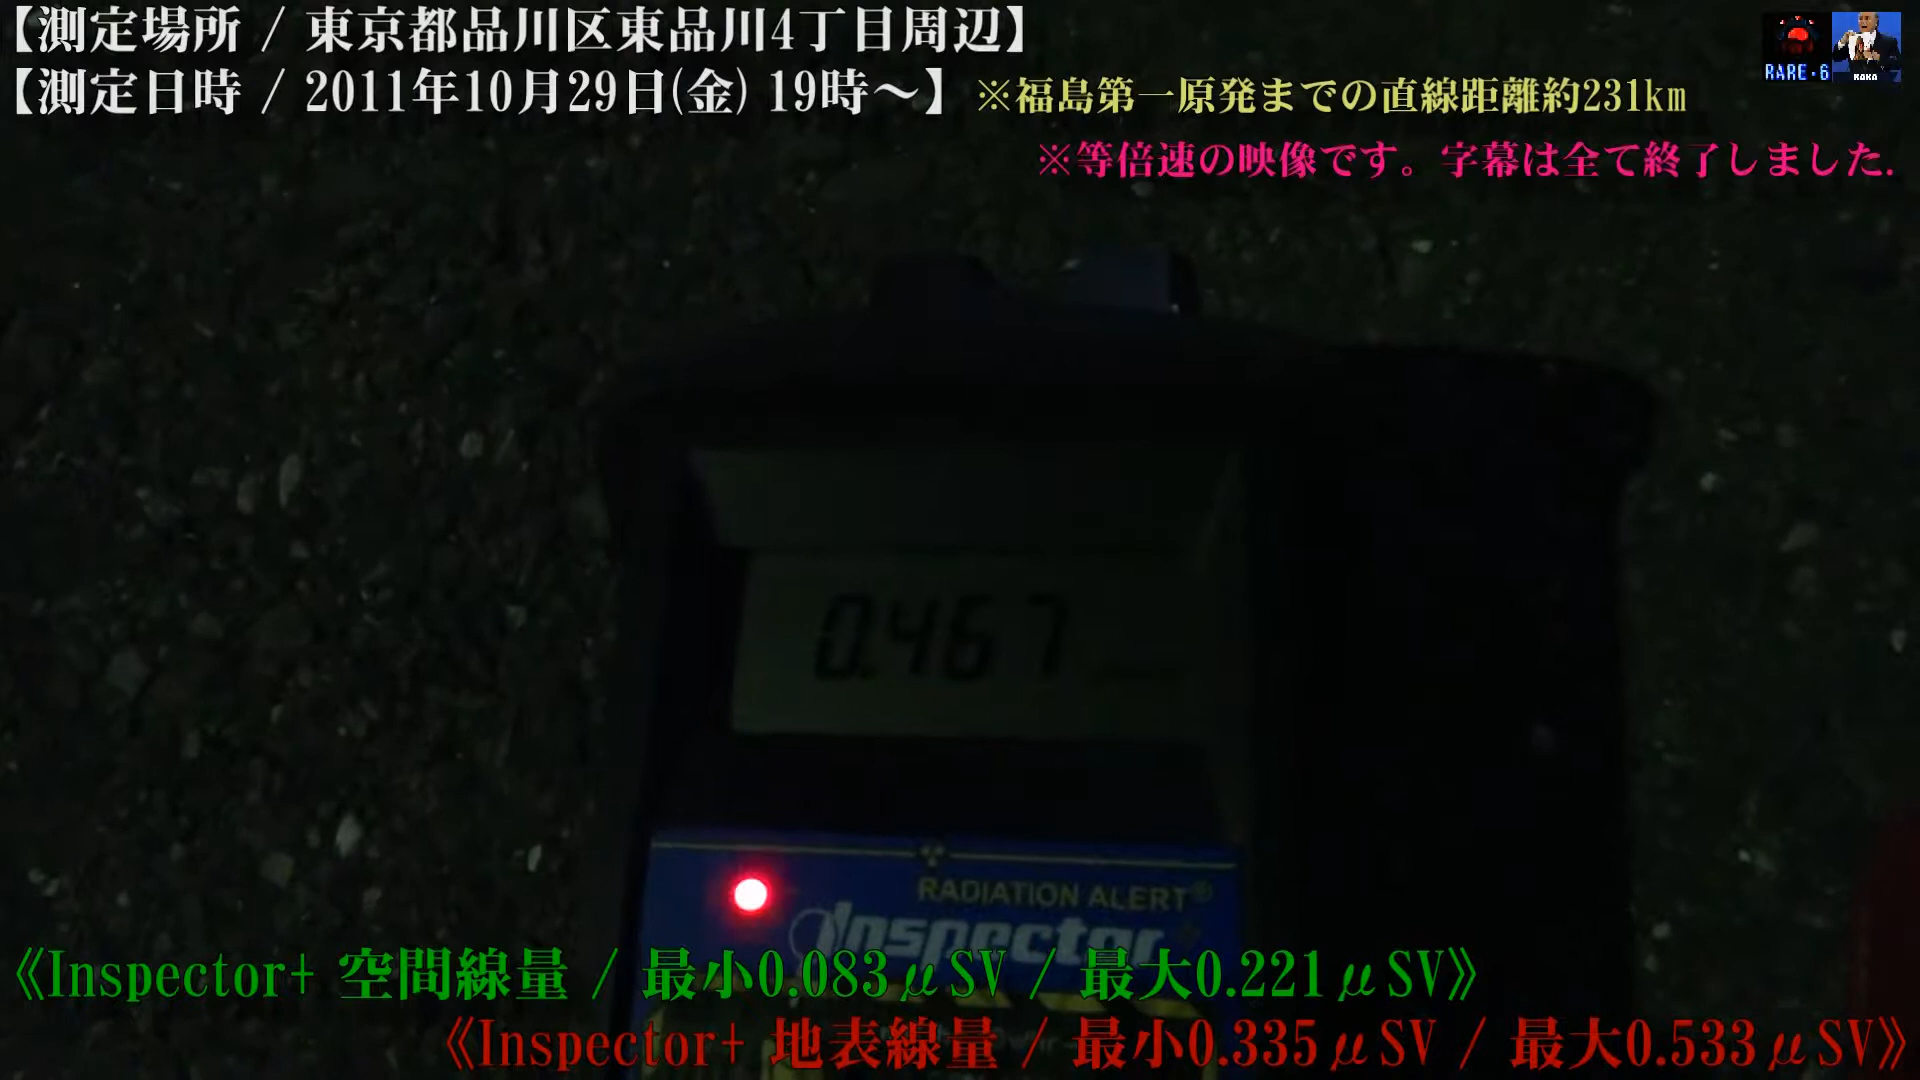 【測定場所 / 東京都品川区東品川4丁目周辺】
【測定日時 / 2011年10月29日(金) 19時～】
※福島第一原発までの直線距離約231km
※等倍速の映像です。字幕は全て終了しました.
RARE・6
KAKA
0.467
RADIATION ALERT®
Inspector+
《Inspector+ 空間線量 / 最小0.083μSV / 最大0.221μSV》
《Inspector+ 地表線量 / 最小0.335μSV / 最大0.533μSV》